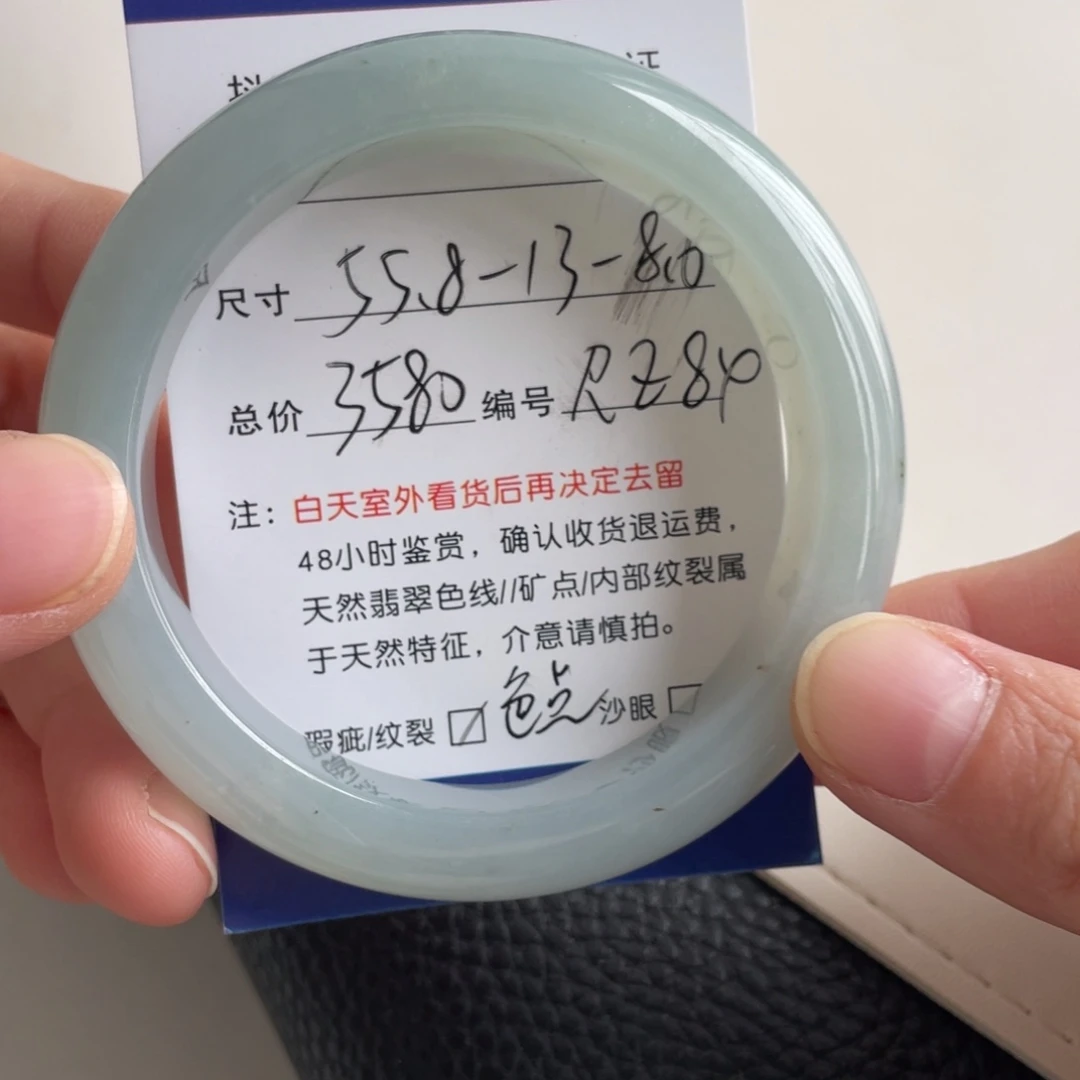 证
尺寸 55.8-13-8.0
总价 3580 编号 RZ84
注：白天室外看货后再决定去留
48小时鉴赏，确认收货退运费，
天然翡翠色线//矿点/内部纹裂属
于天然特征，介意请慎拍。
瑕疵/纹裂 ☑ 色点 沙眼 □